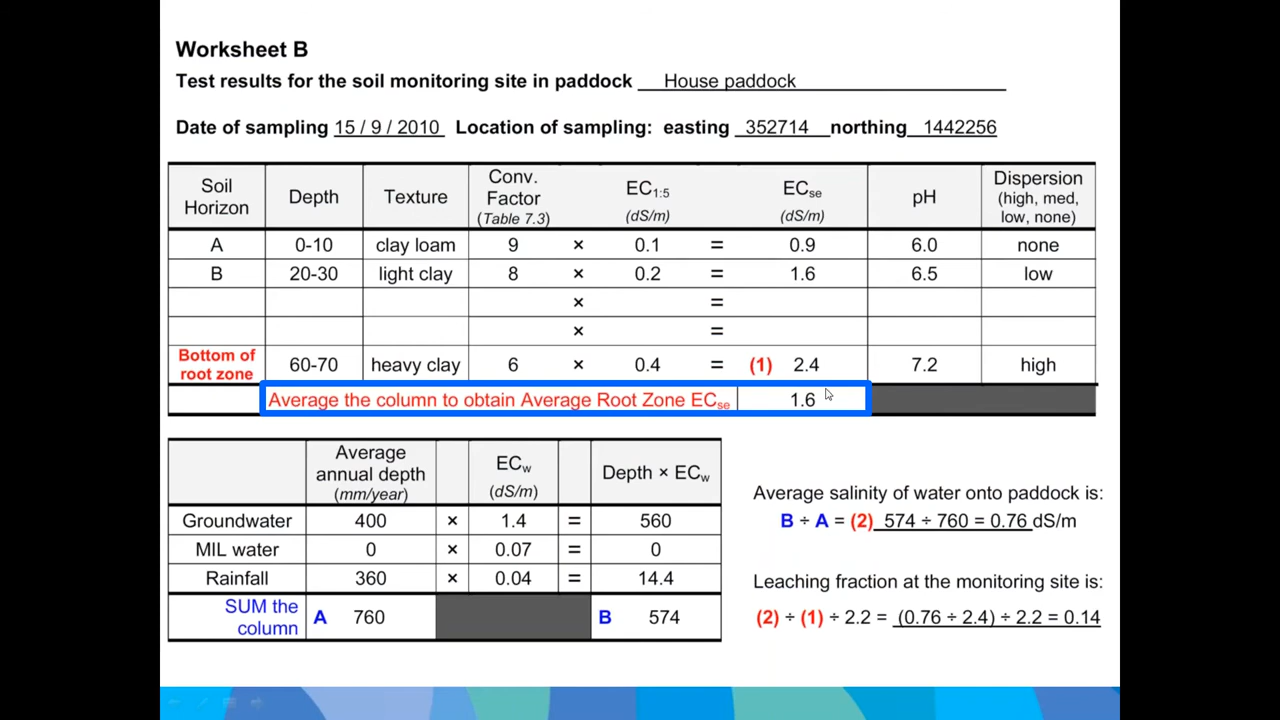 Worksheet B
Test results for the soil monitoring site in paddock House paddock
Date of sampling 15 / 9 / 2010 Location of sampling: easting 352714 northing 1442256
Soil Horizon Depth Texture Conv. Factor (Table 7.3) EC1:5 (dS/m) ECse (dS/m) pH Dispersion (high, med, low, none)
A 0-10 clay loam 9 × 0.1 = 0.9 6.0 none
B 20-30 light clay 8 × 0.2 = 1.6 6.5 low
× =
× =
Bottom of root zone 60-70 heavy clay 6 × 0.4 = (1) 2.4 7.2 high
Average the column to obtain Average Root Zone ECse 1.6
Average annual depth (mm/year) ECw (dS/m) Depth × ECw
Groundwater 400 × 1.4 = 560
MIL water 0 × 0.07 = 0
Rainfall 360 × 0.04 = 14.4
SUM the column A 760 B 574
Average salinity of water onto paddock is:
B ÷ A = (2) 574 ÷ 760 = 0.76 dS/m
Leaching fraction at the monitoring site is:
(2) ÷ (1) ÷ 2.2 = (0.76 ÷ 2.4) ÷ 2.2 = 0.14